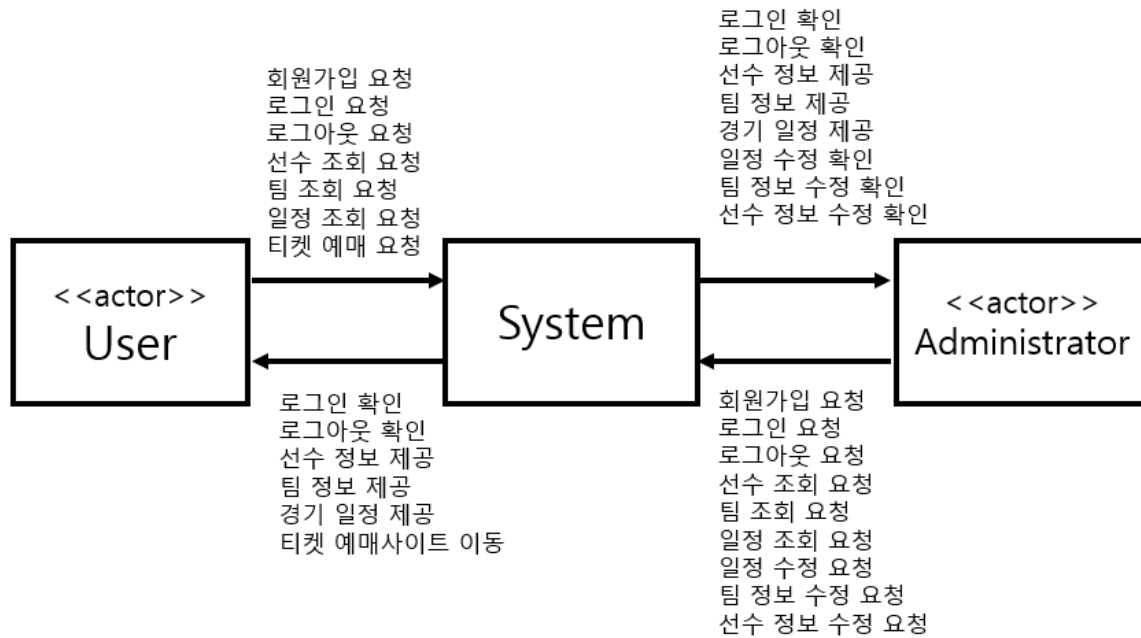 로그인 확인
로그아웃 확인
선수 정보 제공
팀 정보 제공
경기 일정 제공
일정 수정 확인
팀 정보 수정 확인
선수 정보 수정 확인
회원가입 요청
로그인 요청
로그아웃 요청
선수 조회 요청
팀 조회 요청
일정 조회 요청
티켓 예매 요청
<<actor>>
User
System
<<actor>>
Administrator
로그인 확인
로그아웃 확인
선수 정보 제공
팀 정보 제공
경기 일정 제공
티켓 예매사이트 이동
회원가입 요청
로그인 요청
로그아웃 요청
선수 조회 요청
팀 조회 요청
일정 조회 요청
일정 수정 요청
팀 정보 수정 요청
선수 정보 수정 요청